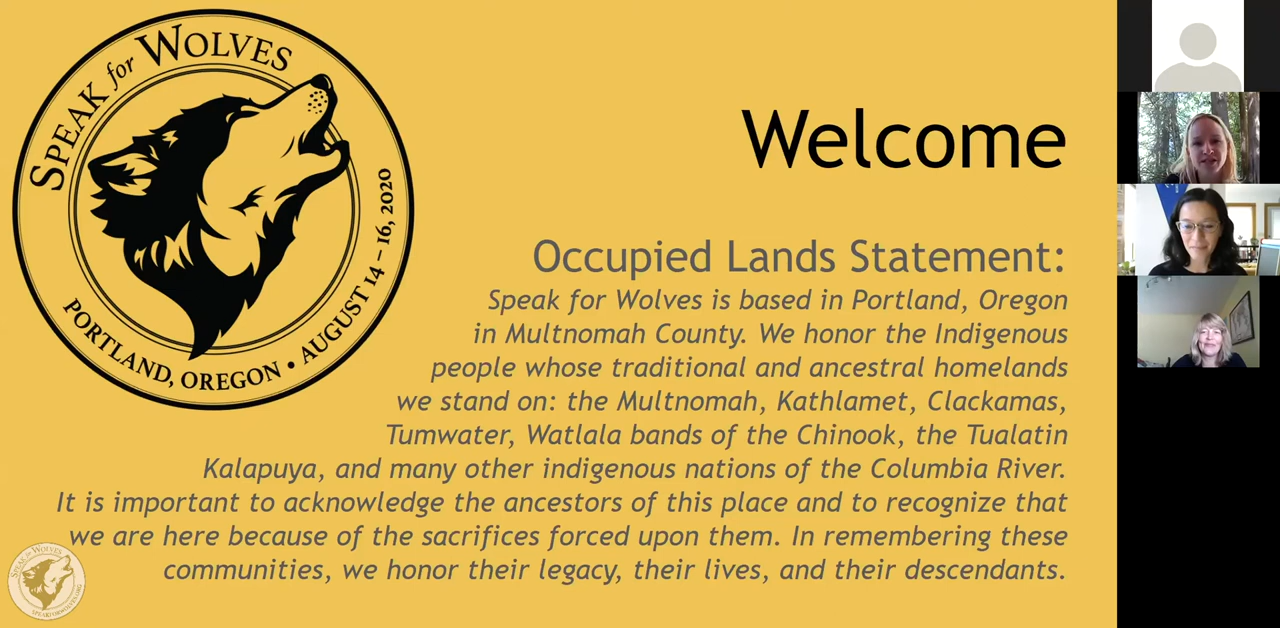 SPEAK for WOLVES
PORTLAND, OREGON • AUGUST 14 – 16, 2020
Welcome
Occupied Lands Statement:
Speak for Wolves is based in Portland, Oregon
in Multnomah County. We honor the Indigenous
people whose traditional and ancestral homelands
we stand on: the Multnomah, Kathlamet, Clackamas,
Tumwater, Watlala bands of the Chinook, the Tualatin
Kalapuya, and many other indigenous nations of the Columbia River.
It is important to acknowledge the ancestors of this place and to recognize that
we are here because of the sacrifices forced upon them. In remembering these
communities, we honor their legacy, their lives, and their descendants.
SPEAK for WOLVES
SPEAKFORWOLVES.ORG